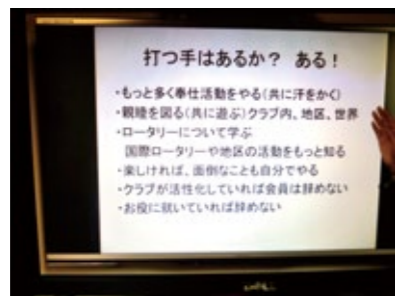 打つ手はあるか？ ある！
・もっと多く奉仕活動をやる(共に汗をかく)
・親睦を図る(共に遊ぶ)クラブ内、地区、世界
・ロータリーについて学ぶ
国際ロータリーや地区の活動をもっと知る
・楽しければ、面倒なことも自分でやる
・クラブが活性化していれば会員は辞めない
・お役に就いていれば辞めない